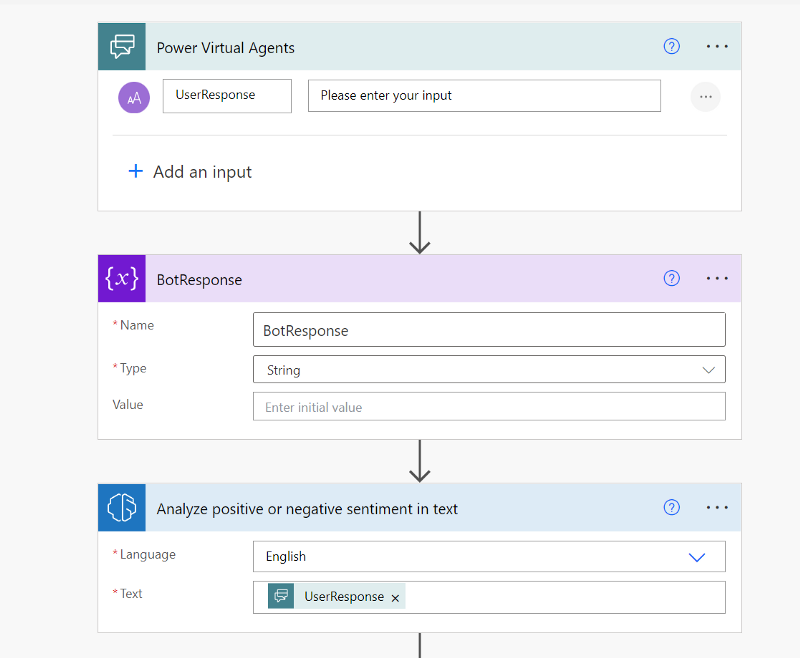 Power Virtual Agents
AA UserResponse Please enter your input
+ Add an input
{x} BotResponse
*Name BotResponse
*Type String
Value Enter initial value
Analyze positive or negative sentiment in text
*Language English
*Text UserResponse ×